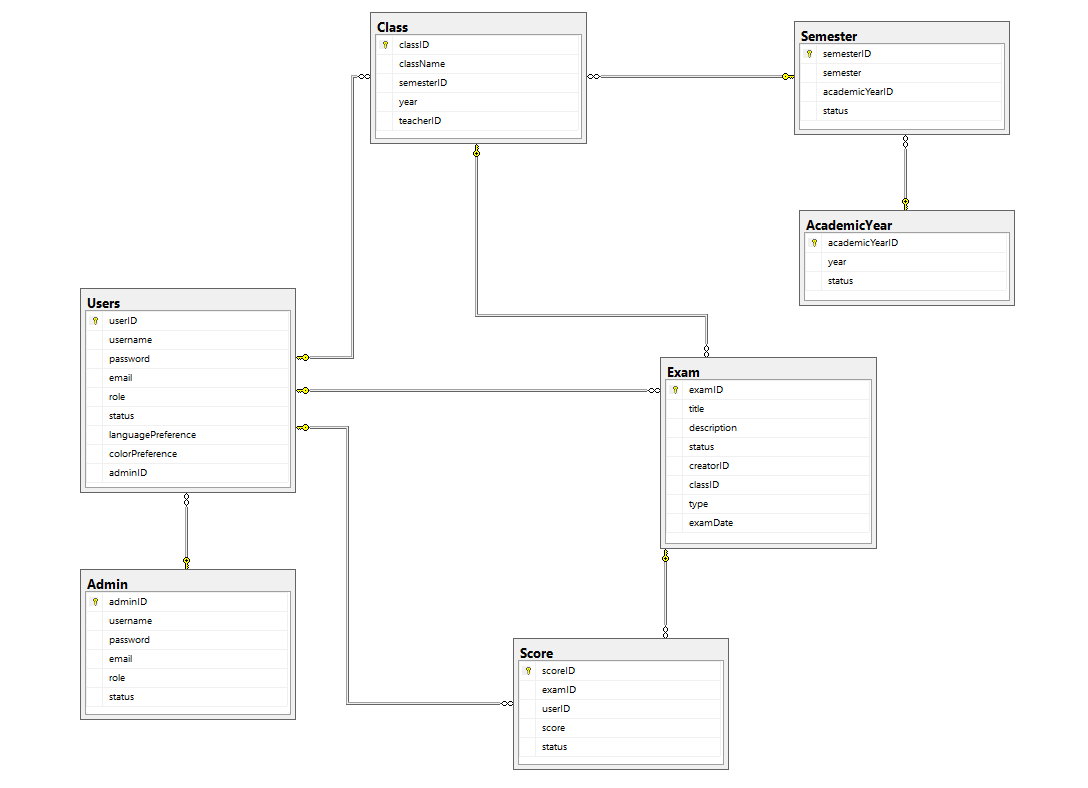 Class
classID
className
semesterID
year
teacherID
Semester
semesterID
semester
academicYearID
status
AcademicYear
academicYearID
year
status
Users
userID
username
password
email
role
status
languagePreference
colorPreference
adminID
Exam
examID
title
description
status
creatorID
classID
type
examDate
Admin
adminID
username
password
email
role
status
Score
scoreID
examID
userID
score
status